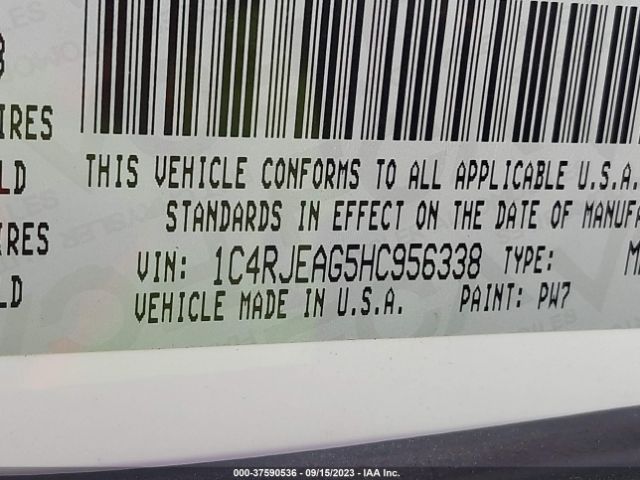 8
IRES
LD
IRES
LD
THIS VEHICLE CONFORMS TO ALL APPLICABLE U.S.A.
STANDARDS IN EFFECT ON THE DATE OF MANUFA
VIN: 1C4RJEAG5HC956338 TYPE: M
VEHICLE MADE IN U.S.A. PAINT: PW7
000-37590536 - 09/15/2023 - IAA Inc.